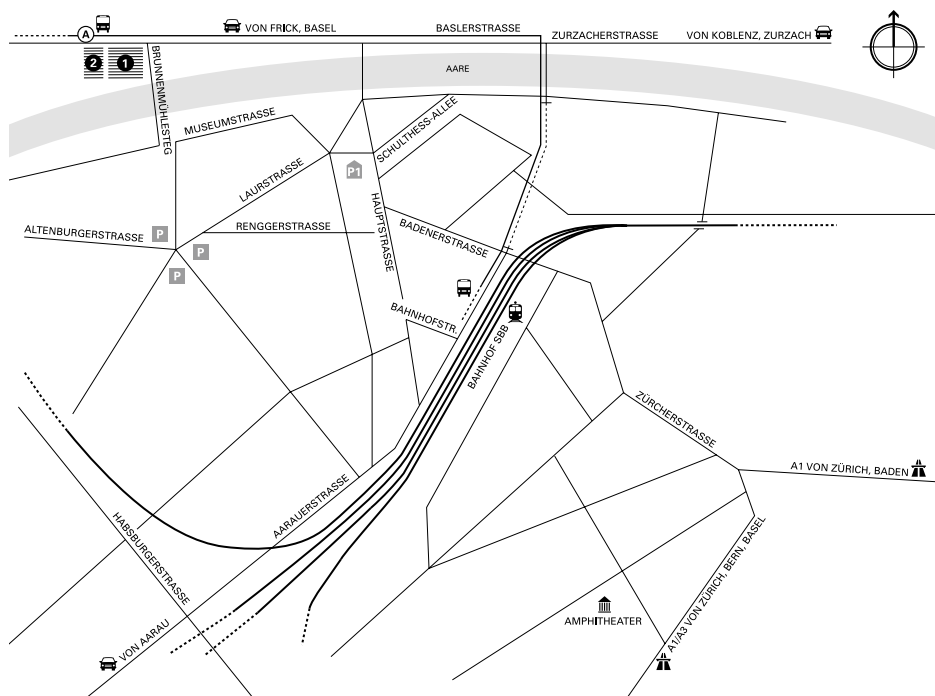 A
VON FRICK, BASEL
BASLERSTRASSE
ZURZACHERSTRASSE
VON KOBLENZ, ZURZACH
2
1
BRUNNENMÜHLESTEG
AARE
MUSEUMSTRASSE
SCHULTHESS-ALLEE
P1
LAURSTRASSE
HAUPTSTRASSE
ALTENBURGERSTRASSE
P
RENGGERSTRASSE
BADENERSTRASSE
P
P
BAHNHOFSTR.
BAHNHOF SBB
ZÜRCHERSTRASSE
A1 VON ZÜRICH, BADEN
AARAUERSTRASSE
HABSBURGERSTRASSE
A1/A3 VON ZÜRICH, BERN, BASEL
AMPHITHEATER
VON AARAU